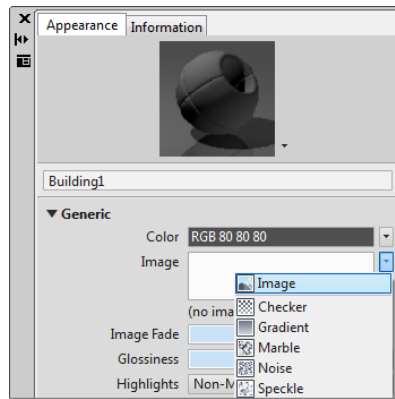 Appearance Information
Building1
Generic
Color RGB 80 80 80
Image
Image
(no ima
Checker
Gradient
Image Fade
Marble
Glossiness
Noise
Highlights Non-M
Speckle